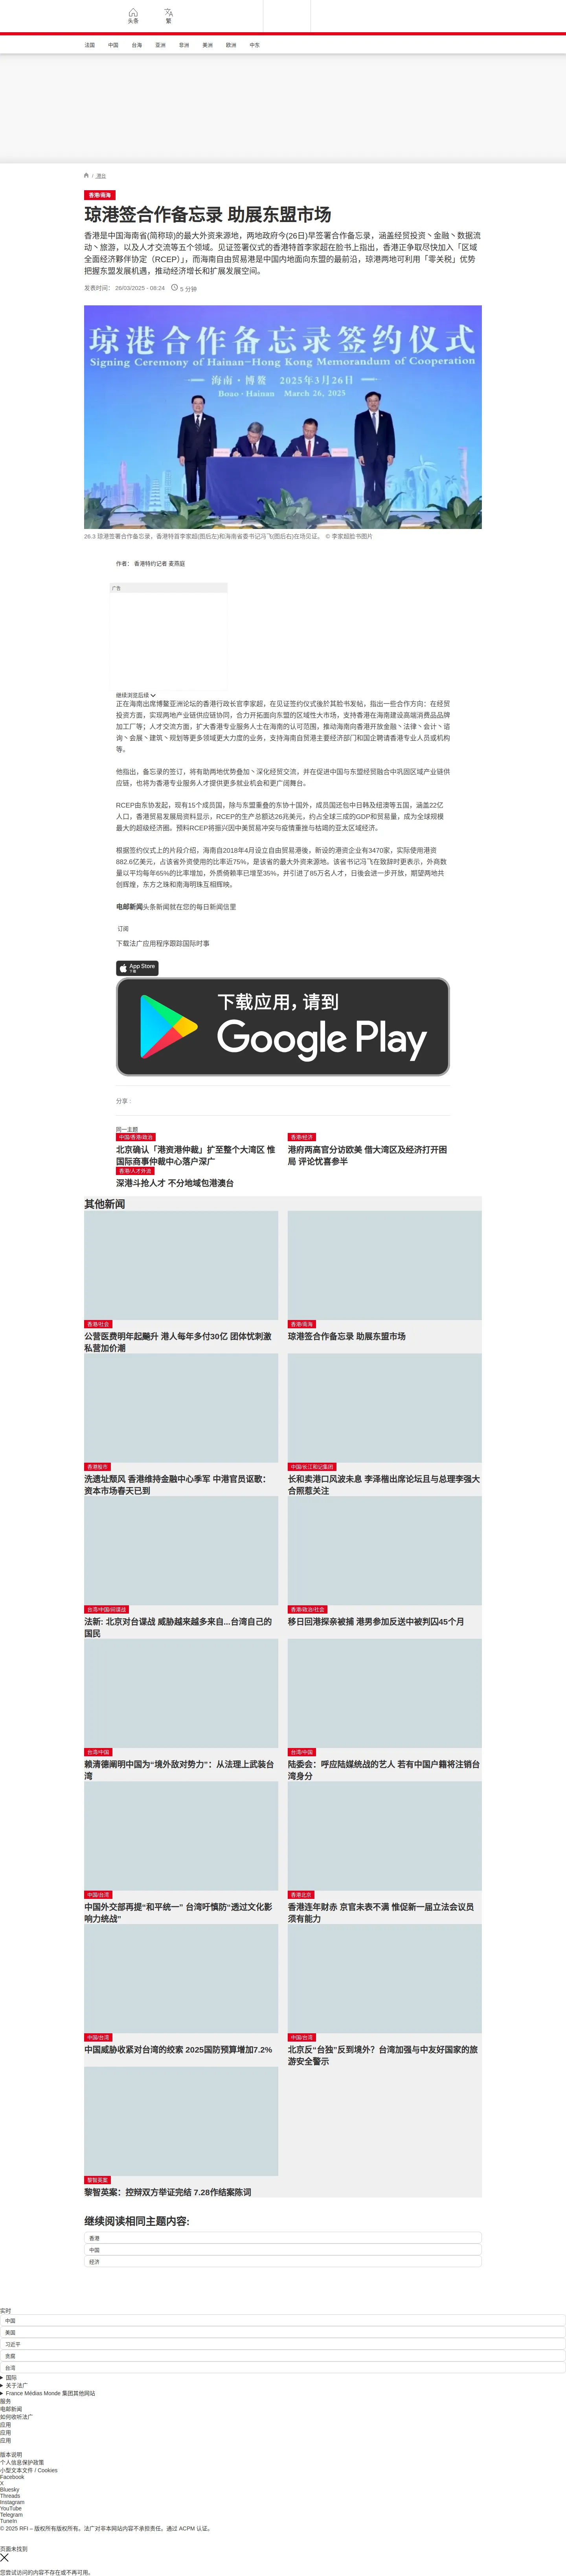 头条
繁
法国
中国
台海
亚洲
非洲
美洲
欧洲
中东
/ 港台
香港/南海
琼港签合作备忘录 助展东盟市场
香港是中国海南省(简称琼)的最大外资来源地，两地政府今(26日)早签署合作备忘录，涵盖经贸投资丶金融丶数据流
动丶旅游，以及人才交流等五个领域。见证签署仪式的香港特首李家超在脸书上指出，香港正争取尽快加入「区域
全面经济夥伴协定（RCEP）」，而海南自由贸易港是中国内地面向东盟的最前沿，琼港两地可利用「零关税」优势
把握东盟发展机遇，推动经济增长和扩展发展空间。
发表时间： 26/03/2025 - 08:24
5 分钟
琼港合作备忘录签约仪式
Signing Ceremony of Hainan-Hong Kong Memorandum of Cooperation
海南·博鳌 2025年3月26日
Boao·Hainan March 26, 2025
26.3 琼港签署合作备忘录，香港特首李家超(图后左)和海南省委书记冯飞(图后右)在场见证。 © 李家超脸书图片
作者： 香港特约记者 麦燕庭
广告
继续浏览后续
正在海南出席博鳌亚洲论坛的香港行政长官李家超，在见证签约仪式後於其脸书发帖，指出一些合作方向：在经贸
投资方面，实现两地产业链供应链协同，合力开拓面向东盟的区域性大市场，支持香港在海南建设高端消费品品牌
加工厂等；人才交流方面，扩大香港专业服务人士在海南的认可范围，推动海南向香港开放金融丶法律丶会计丶谘
询丶会展丶建筑丶规划等更多领域更大力度的业务，支持海南自贸港主要经济部门和国企聘请香港专业人员或机构
等。
他指出，备忘录的签订，将有助两地优势叠加丶深化经贸交流，并在促进中国与东盟经贸融合中巩固区域产业链供
应链，也将为香港专业服务人才提供更多就业机会和更广阔舞台。
RCEP由东协发起，现有15个成员国，除与东盟重叠的东协十国外，成员国还包中日韩及纽澳等五国，涵盖22亿
人口，香港贸易发展局资料显示，RCEP的生产总额达26兆美元，约占全球三成的GDP和贸易量，成为全球规模
最大的超级经济圈。预料RCEP将振兴因中美贸易冲突与疫情重挫与枯竭的亚太区域经济。
根据签约仪式上的片段介绍，海南自2018年4月设立自由贸易港後，新设的港资企业有3470家，实际使用港资
882.6亿美元，占该省外资使用的比率近75%，是该省的最大外资来源地。该省书记冯飞在致辞时更表示，外商数
量以平均每年65%的比率增加，外质倚赖率已增至35%，并引进了85万名人才，日後会进一步开放，期望两地共
创辉煌，东方之珠和南海明珠互相辉映。
电邮新闻头条新闻就在您的每日新闻信里
订阅
下载法广应用程序跟踪国际时事
App Store
下载
下载应用，请到
Google Play
分享 :
同一主题
中国/香港/政治
北京确认「港资港仲裁」扩至整个大湾区 惟
国际商事仲裁中心落户深广
香港/经济
港府两高官分访欧美 借大湾区及经济打开困
局 评论忧喜参半
香港/人才外流
深港斗抢人才 不分地域包港澳台
其他新闻
香港/社会
公营医费明年起飚升 港人每年多付30亿 团体忧刺激
私营加价潮
香港/南海
琼港签合作备忘录 助展东盟市场
香港股市
洗遗址颓风 香港维持金融中心季军 中港官员讴歌：
资本市场春天已到
中国/长江和记集团
长和卖港口风波未息 李泽楷出席论坛且与总理李强大
合照惹关注
台湾/中国/间谍战
法新: 北京对台谍战 威胁越来越多来自...台湾自己的
国民
香港/政治/社会
移日回港探亲被捕 港男参加反送中被判囚45个月
台湾/中国
赖清德阐明中国为“境外敌对势力”：从法理上武装台
湾
台湾/中国
陆委会：呼应陆媒统战的艺人 若有中国户籍将注销台
湾身分
中国/台湾
中国外交部再提“和平统一” 台湾吁慎防“透过文化影
响力统战”
香港北京
香港连年财赤 京官未表不满 惟促新一届立法会议员
须有能力
中国/台湾
中国威胁收紧对台湾的绞索 2025国防预算增加7.2%
中国/台湾
北京反“台独”反到境外？台湾加强与中友好国家的旅
游安全警示
黎智英案
黎智英案：控辩双方举证完结 7.28作结案陈词
继续阅读相同主题内容:
香港
中国
经济
实时
中国
美国
习近平
贪腐
台湾
国际
关于法广
France Médias Monde 集团其他网站
服务
电邮新闻
如何收听法广
应用
应用
应用
版本说明
个人信息保护政策
小型文本文件 / Cookies
Facebook
X
Bluesky
Threads
Instagram
YouTube
Telegram
TuneIn
© 2025 RFI – 版权所有版权所有。法广对非本网站内容不承担责任。通过 ACPM 认证。
页面未找到
您尝试访问的内容不存在或不再可用。